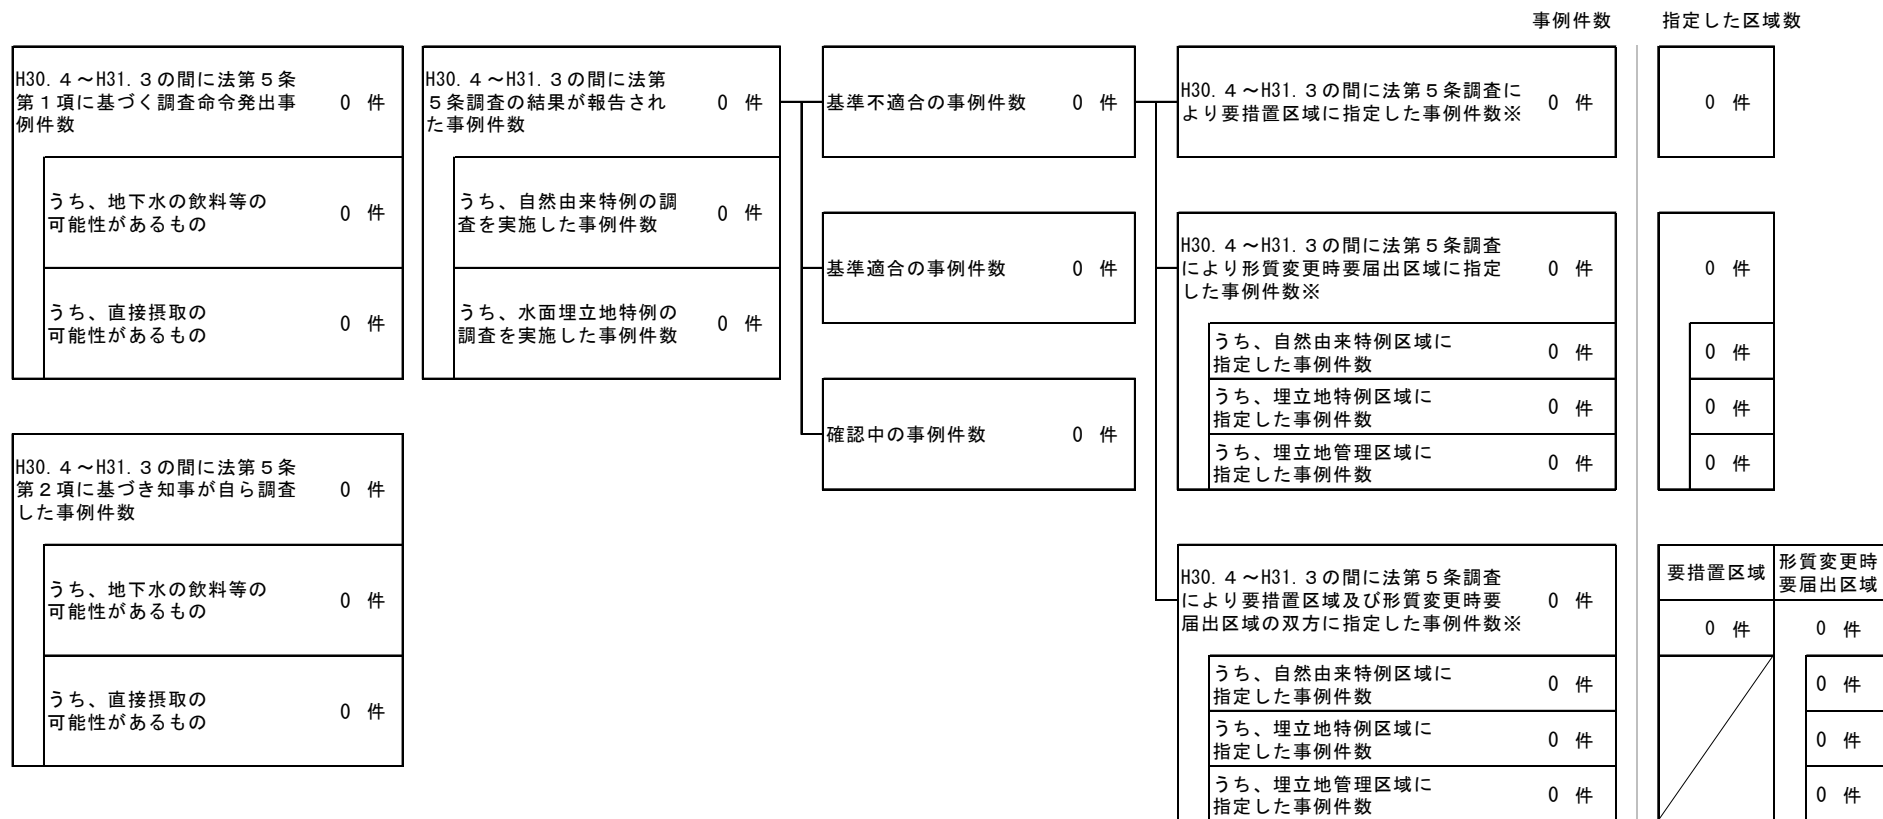 事例件数
指定した区域数
H30.４～H31.３の間に法第５条
第１項に基づく調査命令発出事
例件数
0 件
うち、地下水の飲料等の
可能性があるもの
0 件
うち、直接摂取の
可能性があるもの
0 件
H30.４～H31.３の間に法第５条
第２項に基づき知事が自ら調査
した事例件数
0 件
うち、地下水の飲料等の
可能性があるもの
0 件
うち、直接摂取の
可能性があるもの
0 件
H30.４～H31.３の間に法第
５条調査の結果が報告され
た事例件数
0 件
うち、自然由来特例の調
査を実施した事例件数
0 件
うち、水面埋立地特例の
調査を実施した事例件数
0 件
基準不適合の事例件数 0 件
基準適合の事例件数 0 件
確認中の事例件数 0 件
H30.４～H31.３の間に法第５条調査に
より要措置区域に指定した事例件数※
0 件
0 件
H30.４～H31.３の間に法第５条調査
により形質変更時要届出区域に指定
した事例件数※
0 件
0 件
うち、自然由来特例区域に
指定した事例件数
0 件
0 件
うち、埋立地特例区域に
指定した事例件数
0 件
0 件
うち、埋立地管理区域に
指定した事例件数
0 件
0 件
H30.４～H31.３の間に法第５条調査
により要措置区域及び形質変更時要
届出区域の双方に指定した事例件数※
0 件
要措置区域
形質変更時
要届出区域
0 件
0 件
うち、自然由来特例区域に
指定した事例件数
0 件
0 件
うち、埋立地特例区域に
指定した事例件数
0 件
0 件
うち、埋立地管理区域に
指定した事例件数
0 件
0 件